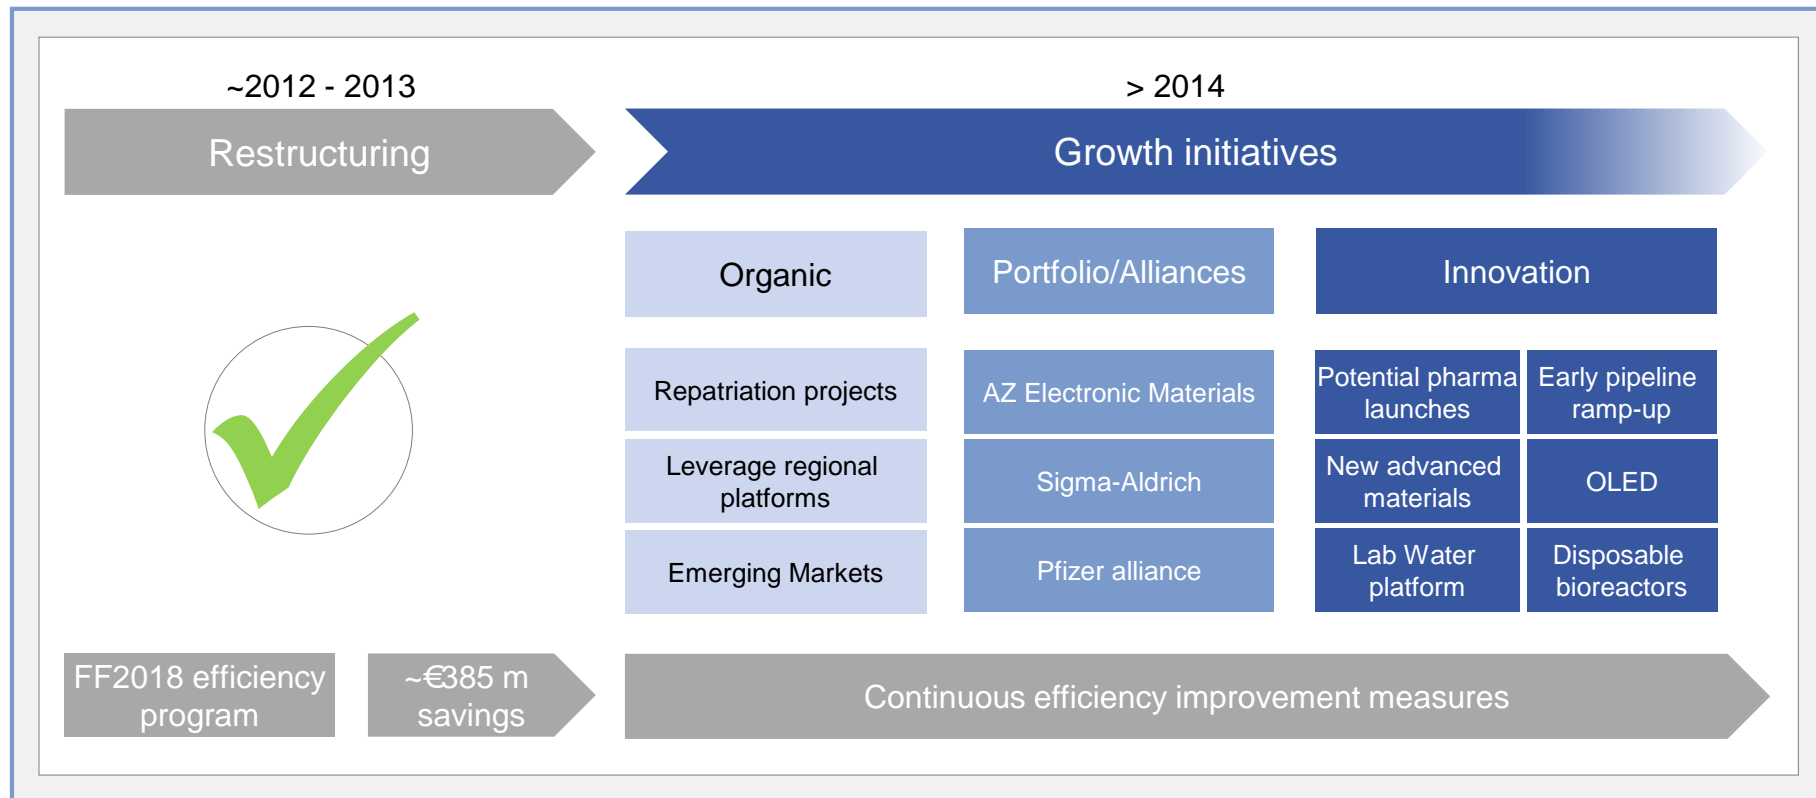 ~2012 - 2013
> 2014
Restructuring
Growth initiatives
Organic
Portfolio/Alliances
Innovation
Repatriation projects
Leverage regional
platforms
Emerging Markets
AZ Electronic Materials
Sigma-Aldrich
Pfizer alliance
Potential pharma
launches
Early pipeline
ramp-up
New advanced
materials
OLED
Lab Water
platform
Disposable
bioreactors
FF2018 efficiency
program
~€385 m
savings
Continuous efficiency improvement measures